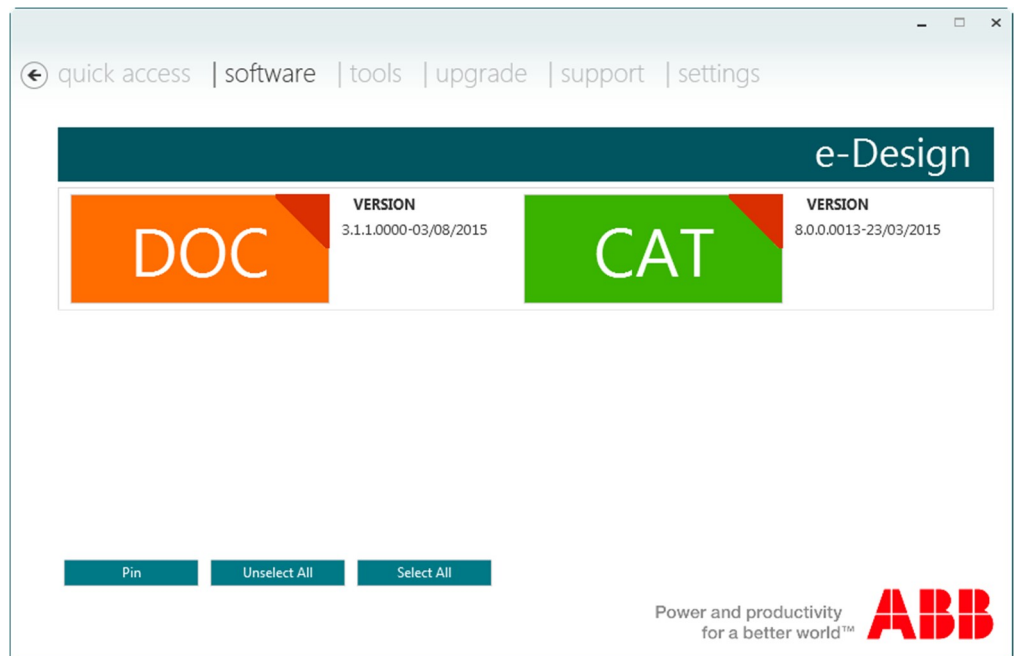 quick access | software | tools | upgrade | support | settings
e-Design
DOC
VERSION
3.1.1.0000-03/08/2015
CAT
VERSION
8.0.0.0013-23/03/2015
Pin
Unselect All
Select All
Power and productivity
for a better world™
ABB